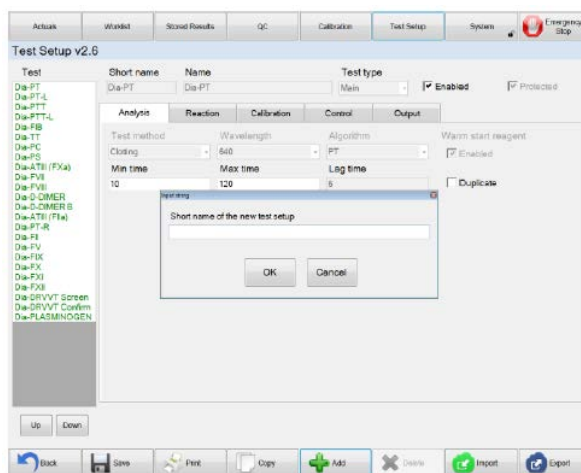 Actuals Worklist Stored Results QC Calibration Test Setup System Emergency Stop
Test Setup v2.6
Test Short name Name Test type
Dia-PT Dia-PT Main Enabled Protected
Dia-PT
Dia-PT-L
Dia-PTT
Dia-PTT-L
Dia-FIB
Dia-TT
Dia-PC
Dia-PS
Dia-ATIII (FXa)
Dia-FVII
Dia-FVIII
Dia-D-DIMER
Dia-D-DIMER B
Dia-ATIII (FIIa)
Dia-PT-R
Dia-FII
Dia-FV
Dia-FIX
Dia-FX
Dia-FXI
Dia-FXII
Dia-DRVVT Screen
Dia-DRVVT Confirm
Dia-PLASMINOGEN
Analysis Reaction Calibration Control Output
Test method Wavelength Algorithm Warm start reagent
Clotting 640 PT Enabled
Min time Max time Lag time
10 120 6 Duplicate
Input string
Short name of the new test setup
OK Cancel
Up Down
Back Save Print Copy Add Delete Import Export